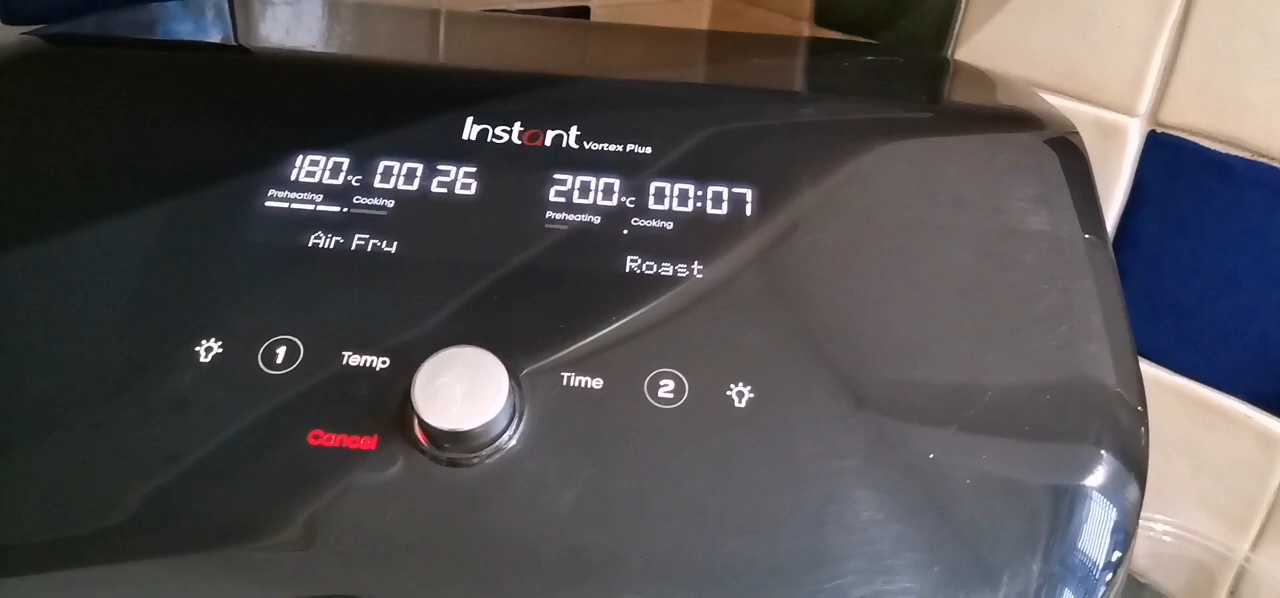 Instant Vortex Plus
180°C 00 26
Preheating Cooking
Air Fry
200°C 00:07
Preheating Cooking
Roast
1 Temp
Time 2
Cancel